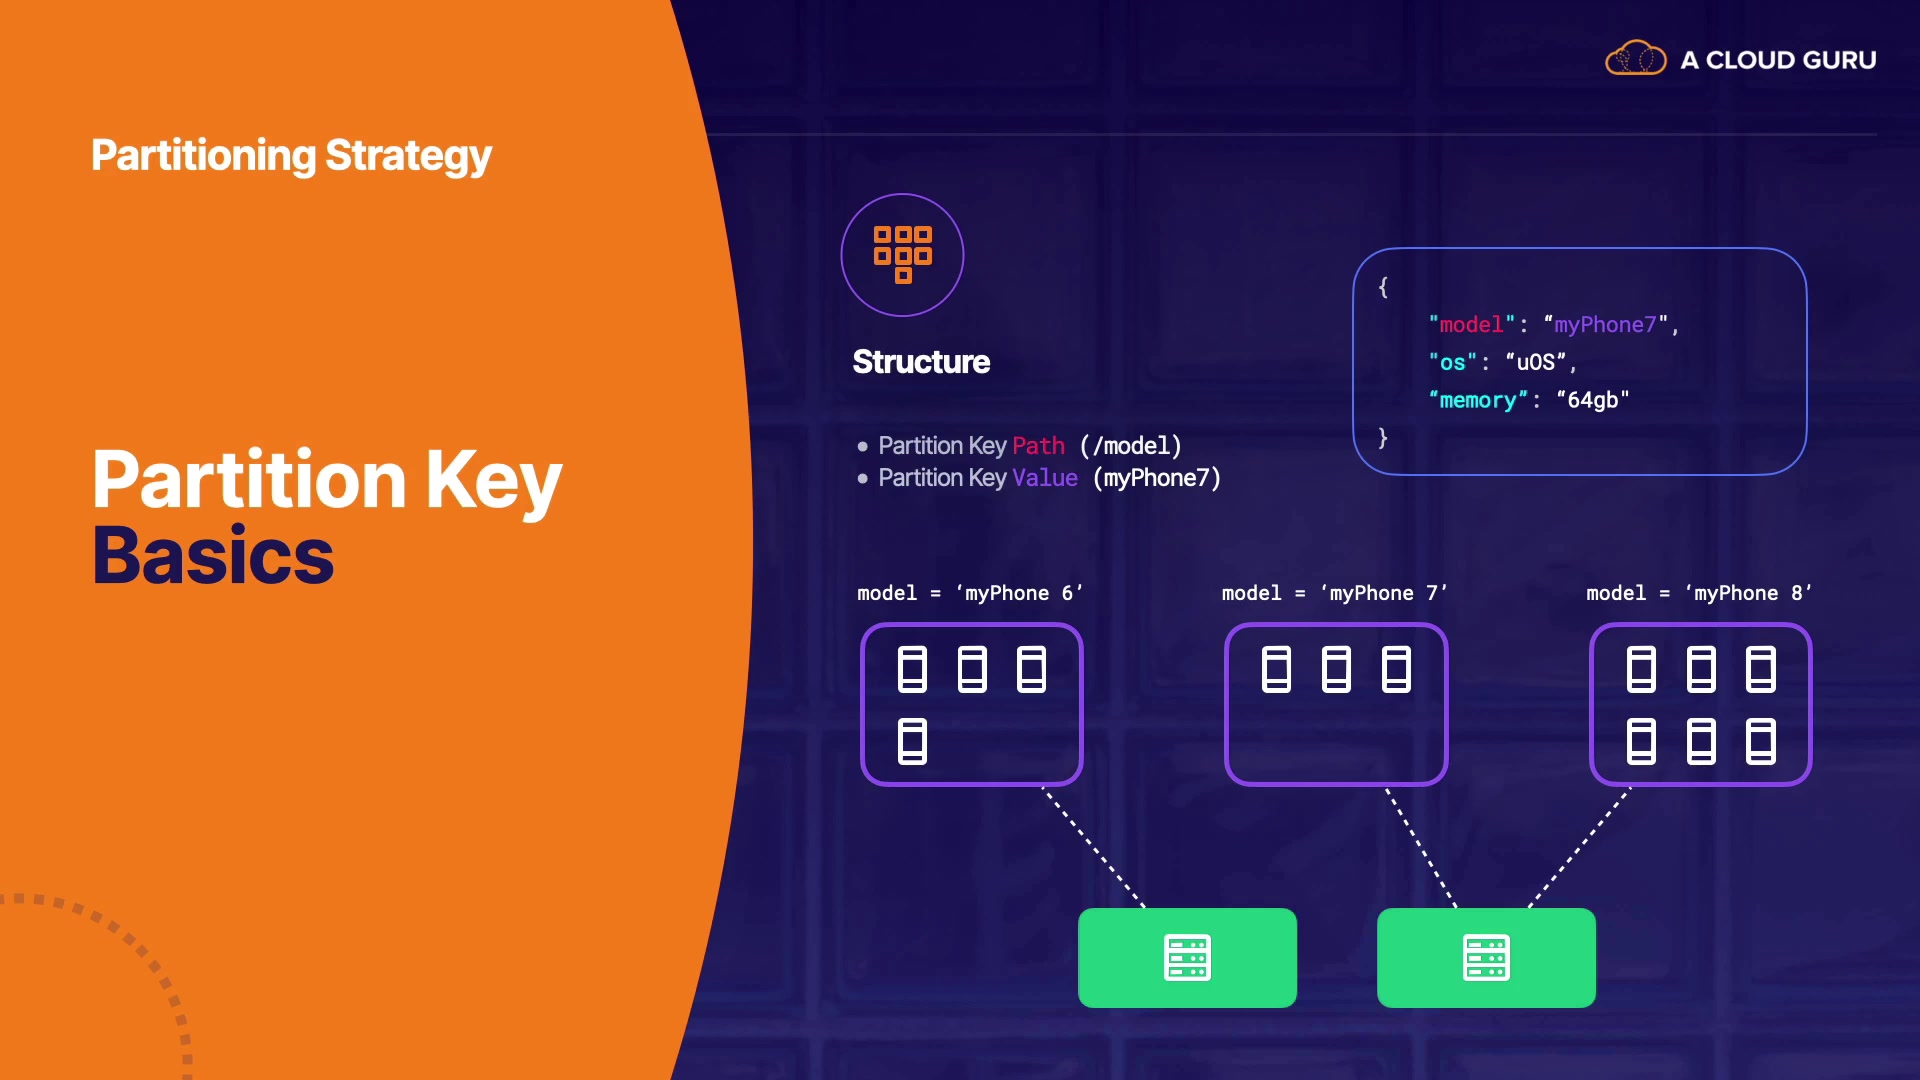 A CLOUD GURU
Partitioning Strategy
Partition Key
Basics
Structure
• Partition Key Path (/model)
• Partition Key Value (myPhone7)
{
"model": “myPhone7",
"os": “uOS”,
“memory”: “64gb"
}
model = ‘myPhone 6’
model = ‘myPhone 7’
model = ‘myPhone 8’